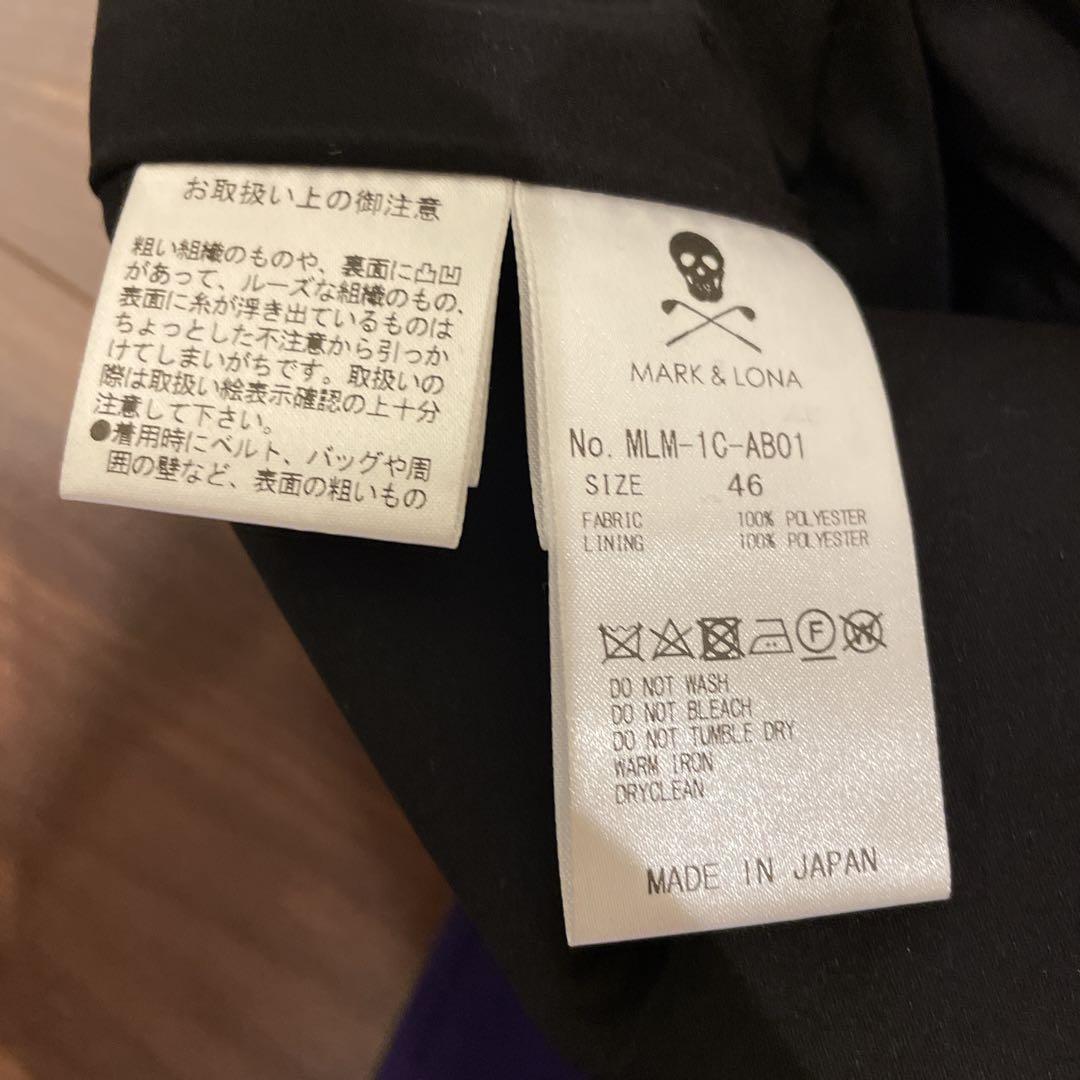 お取扱い上の御注意
粗い組織のものや、裏面に凸凹
があって、ルーズな組織のもの、
表面に糸が浮き出ているものは
ちょっとした不注意から引っか
けてしまいがちです。取扱いの
際は取扱い絵表示確認の上十分
注意して下さい。
●着用時にベルト、バッグや周
囲の壁など、表面の粗いもの
MARK & LONA
No. MLM-1C-AB01
SIZE 46
FABRIC 100% POLYESTER
LINING 100% POLYESTER
F W
DO NOT WASH
DO NOT BLEACH
DO NOT TUMBLE DRY
WARM IRON
DRYCLEAN
MADE IN JAPAN